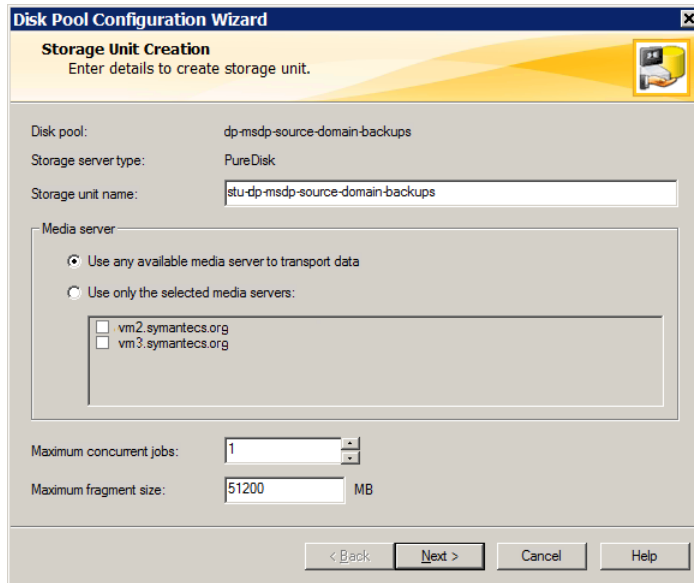 Disk Pool Configuration Wizard
Storage Unit Creation
Enter details to create storage unit.
Disk pool: dp-msdp-source-domain-backups
Storage server type: PureDisk
Storage unit name: stu-dp-msdp-source-domain-backups
Media server
Use any available media server to transport data
Use only the selected media servers:
vm2.symantecs.org
vm3.symantecs.org
Maximum concurrent jobs: 1
Maximum fragment size: 51200 MB
< Back Next > Cancel Help